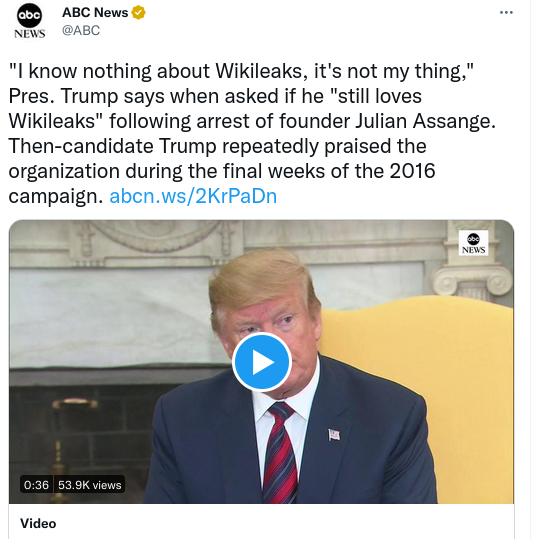 abc
NEWS
ABC News
@ABC
"I know nothing about Wikileaks, it's not my thing,"
Pres. Trump says when asked if he "still loves
Wikileaks" following arrest of founder Julian Assange.
Then-candidate Trump repeatedly praised the
organization during the final weeks of the 2016
campaign. abcn.ws/2KrPaDn
abc
NEWS
0:36 53.9K views
Video